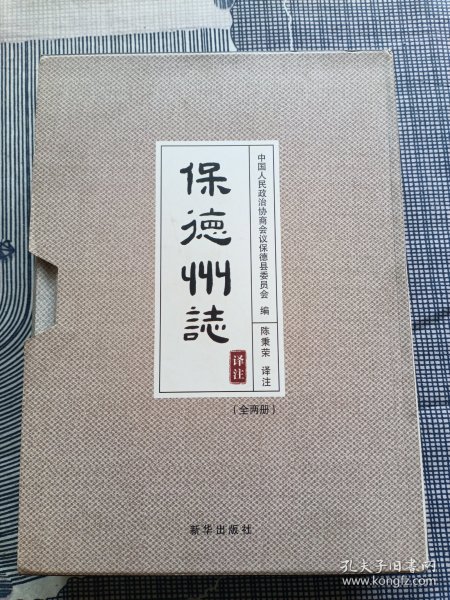 保德州誌
译注
中国人民政治协商会议保德县委员会 编
陈秉荣 译注
（全两册）
新华出版社
孔夫子旧书网
www.kongfz.com